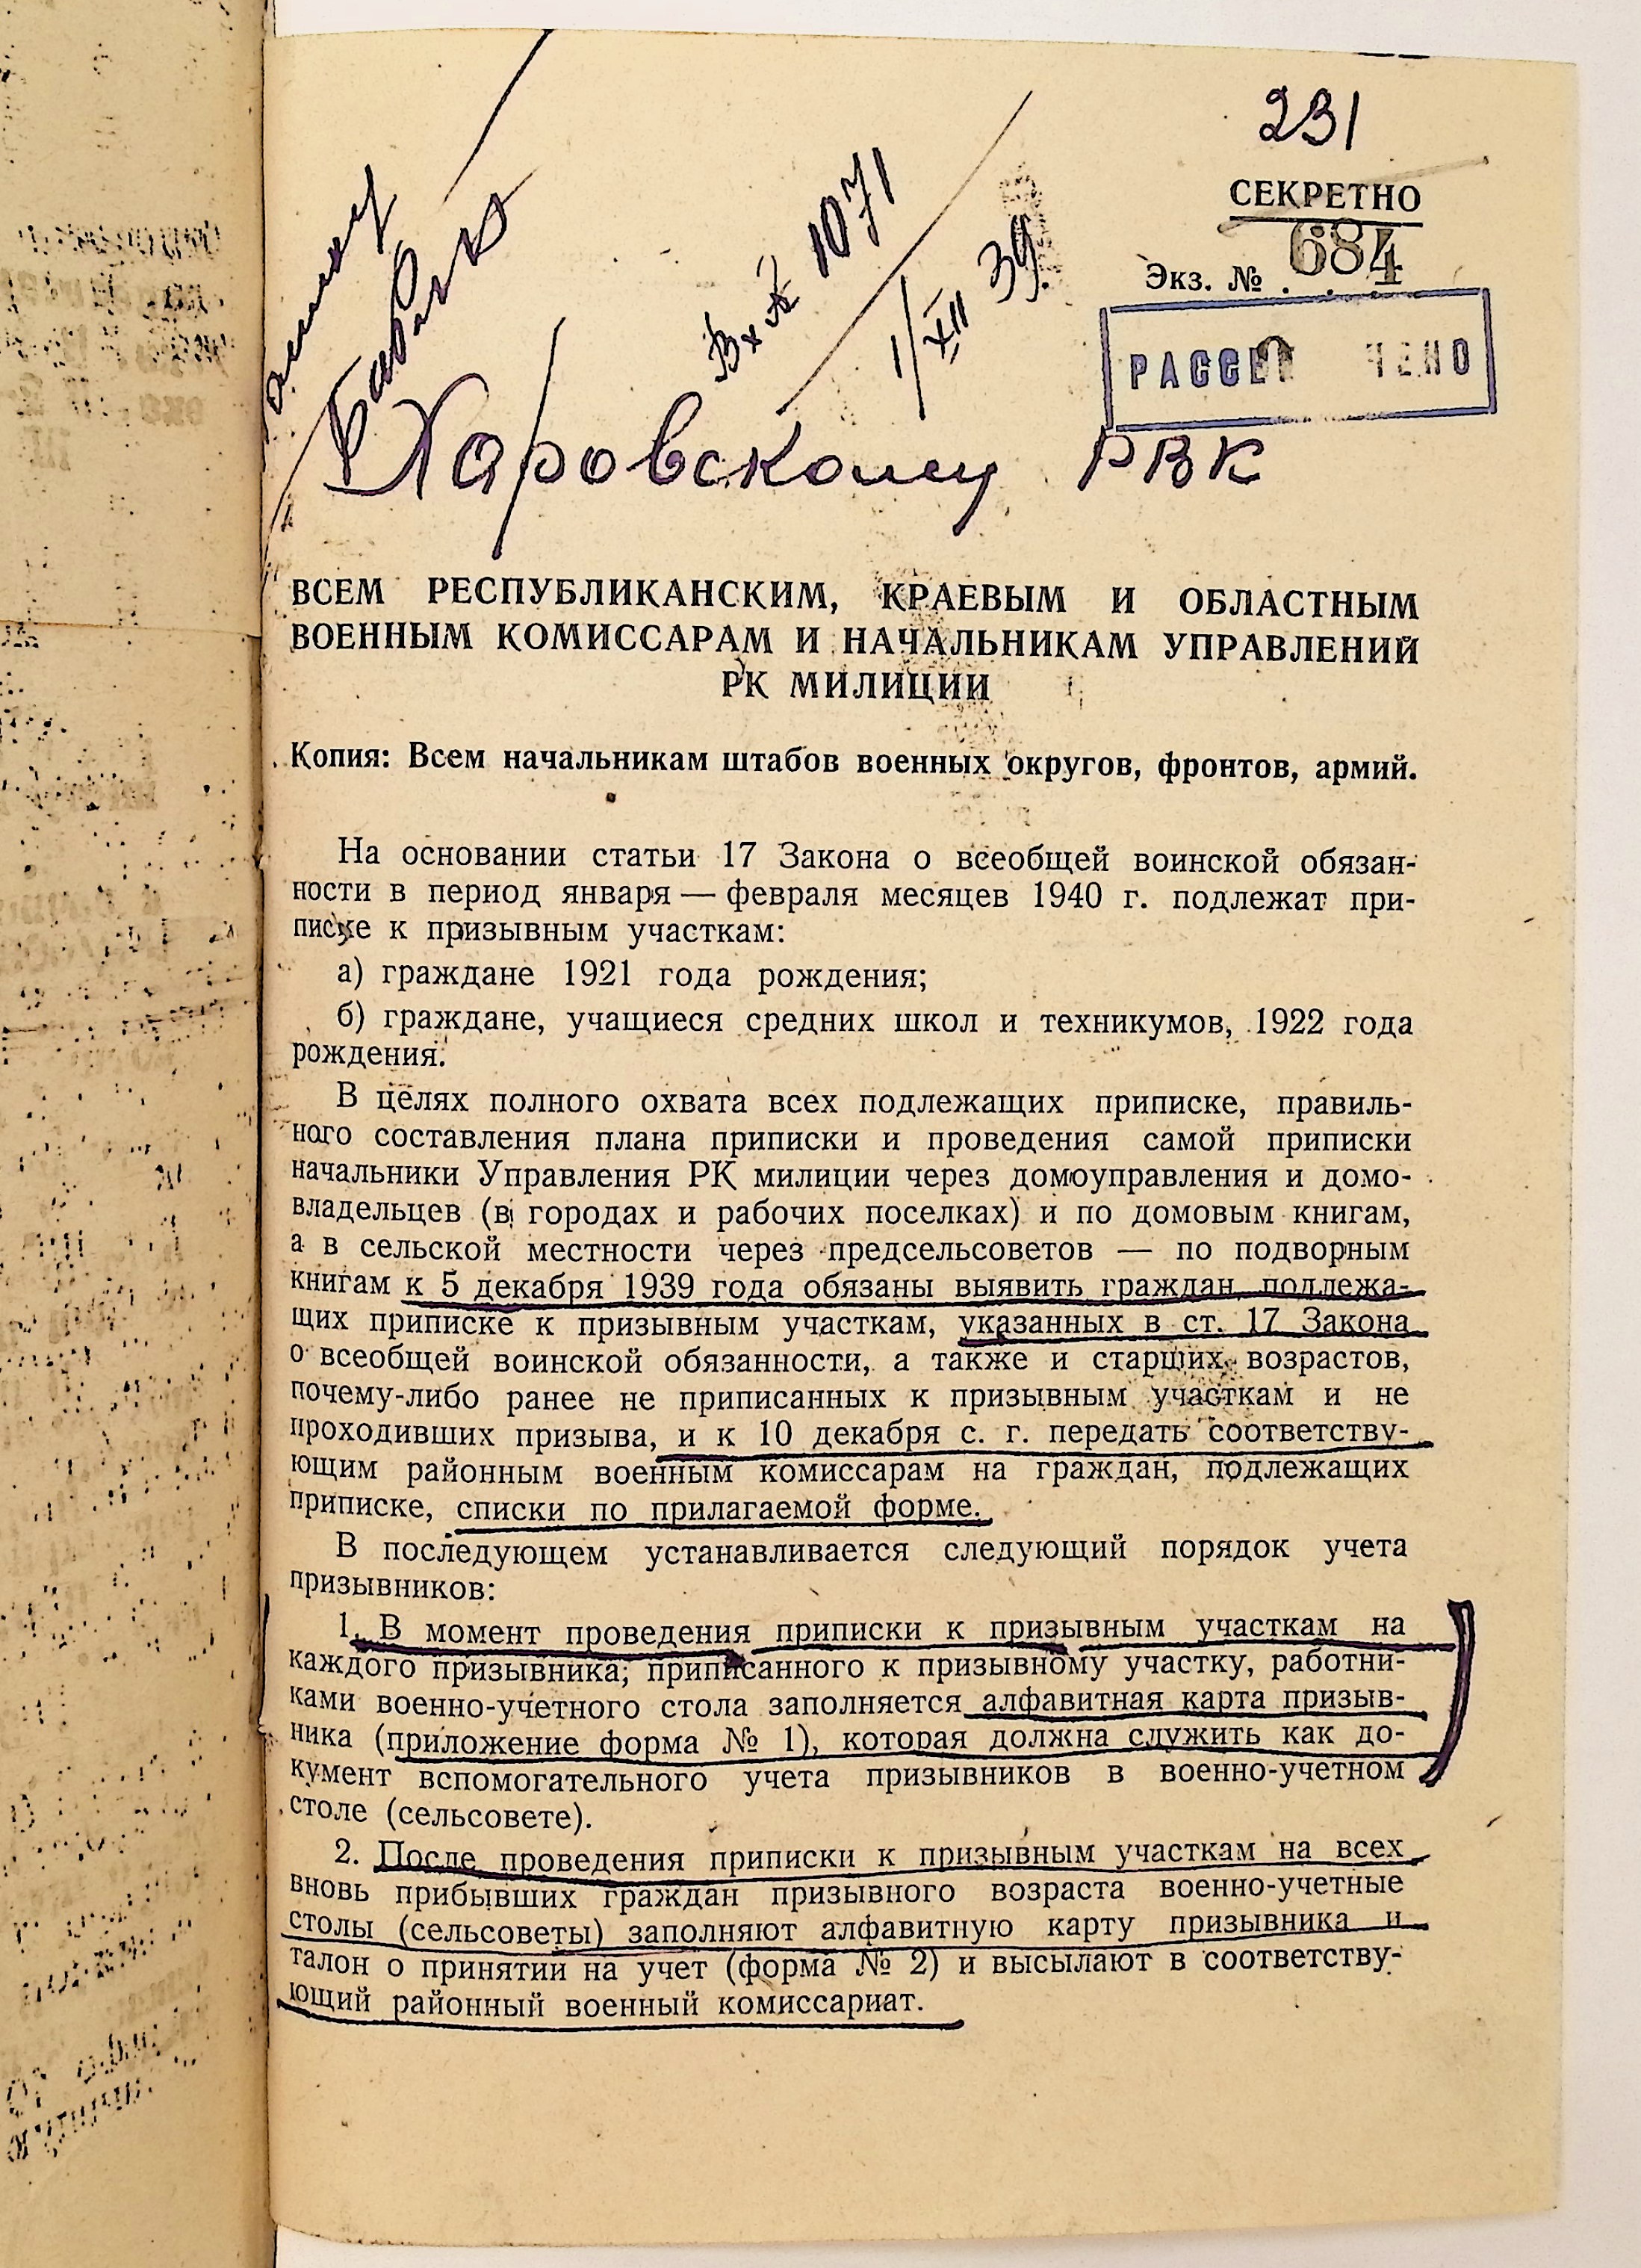 231
СЕКРЕТНО
Экз. № 684
РАССЕ ЧЕНО
Вх № 1071
1/XII 39.
Харовскому РВК
ВСЕМ РЕСПУБЛИКАНСКИМ, КРАЕВЫМ И ОБЛАСТНЫМ
ВОЕННЫМ КОМИССАРАМ И НАЧАЛЬНИКАМ УПРАВЛЕНИЙ
РК МИЛИЦИИ
Копия: Всем начальникам штабов военных округов, фронтов, армий.
На основании статьи 17 Закона о всеобщей воинской обязан-
ности в период января — февраля месяцев 1940 г. подлежат при-
писке к призывным участкам:
а) граждане 1921 года рождения;
б) граждане, учащиеся средних школ и техникумов, 1922 года
рождения.
В целях полного охвата всех подлежащих приписке, правиль-
ного составления плана приписки и проведения самой приписки
начальники Управления РК милиции через домоуправления и домо-
владельцев (в городах и рабочих поселках) и по домовым книгам,
а в сельской местности через предсельсоветов — по подворным
книгам к 5 декабря 1939 года обязаны выявить граждан, подлежа-
щих приписке к призывным участкам, указанных в ст. 17 Закона
о всеобщей воинской обязанности, а также и старших возрастов,
почему-либо ранее не приписанных к призывным участкам и не
проходивших призыва, и к 10 декабря с. г. передать соответству-
ющим районным военным комиссарам на граждан, подлежащих
приписке, списки по прилагаемой форме.
В последующем устанавливается следующий порядок учета
призывников:
1. В момент проведения приписки к призывным участкам на
каждого призывника, приписанного к призывному участку, работни-
ками военно-учетного стола заполняется алфавитная карта призыв-
ника (приложение форма № 1), которая должна служить как до-
кумент вспомогательного учета призывников в военно-учетном
столе (сельсовете).
2. После проведения приписки к призывным участкам на всех
вновь прибывших граждан призывного возраста военно-учетные
столы (сельсоветы) заполняют алфавитную карту призывника и
талон о принятии на учет (форма № 2) и высылают в соответству-
ющий районный военный комиссариат.